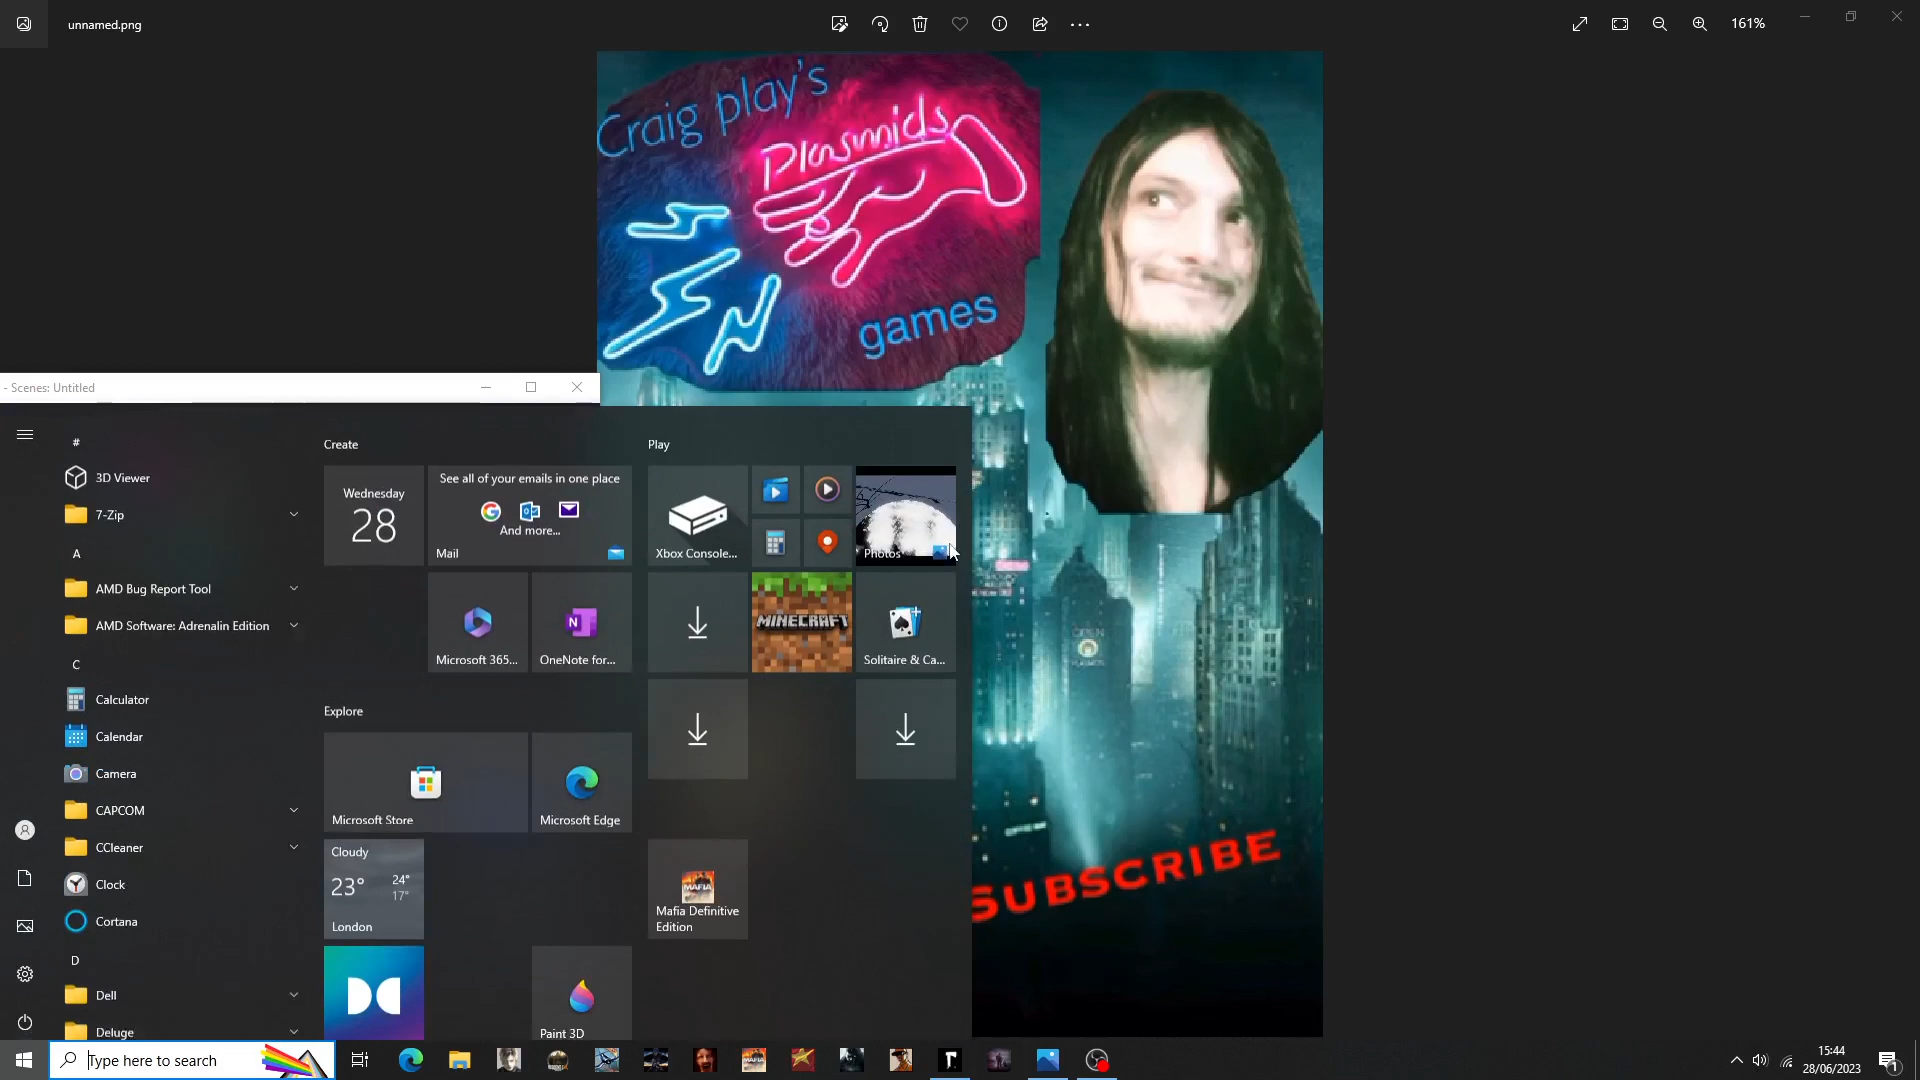 unnamed.png
161%
Craig play's
Plasmids
games
- Scenes: Untitled
#
3D Viewer
7-Zip
A
AMD Bug Report Tool
AMD Software: Adrenalin Edition
C
Calculator
Calendar
Camera
CAPCOM
CCleaner
Clock
Cortana
D
Dell
Deluge
Create
Wednesday
28
See all of your emails in one place
And more...
Mail
Microsoft 365...
OneNote for...
Explore
Microsoft Store
Microsoft Edge
Cloudy
23°
24°
17°
London
Paint 3D
Play
Xbox Console...
Photos
MINECRAFT
Solitaire & Ca...
MAFIA
Mafia Definitive
Edition
OPEN
SUBSCRIBE
Type here to search
15:44
28/06/2023
1